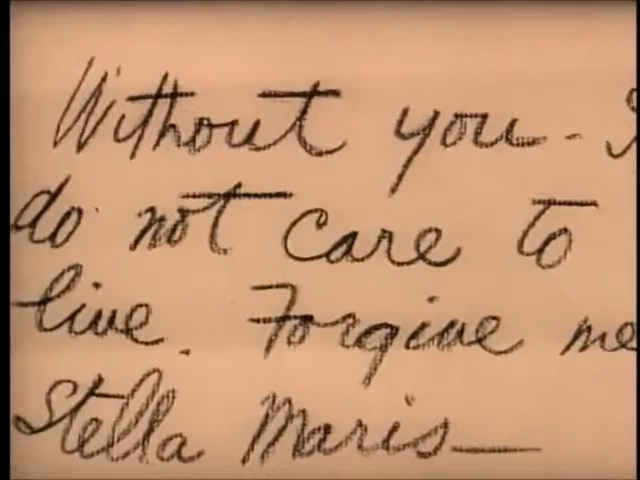 Without you - I
do not care to
live. Forgive me
Stella Maris—